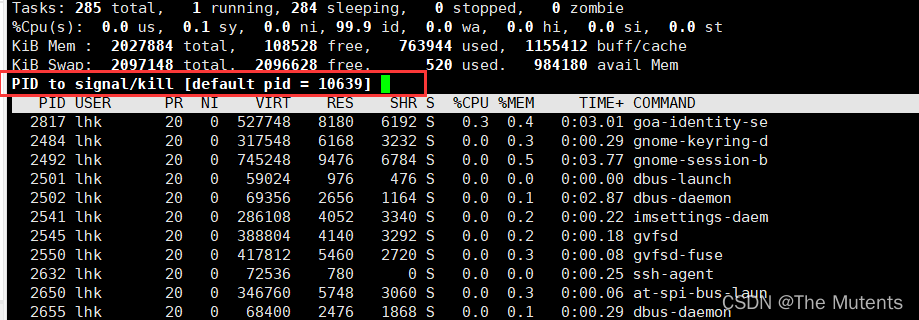 Tasks: 285 total,   1 running, 284 sleeping,   0 stopped,   0 zombie
%Cpu(s):  0.0 us,  0.1 sy,  0.0 ni, 99.9 id,  0.0 wa,  0.0 hi,  0.0 si,  0.0 st
KiB Mem :  2027884 total,   108528 free,   763944 used,  1155412 buff/cache
KiB Swap:  2097148 total,  2096628 free,      520 used.   984180 avail Mem
PID to signal/kill [default pid = 10639]
PID USER      PR  NI    VIRT    RES    SHR S  %CPU %MEM     TIME+ COMMAND
2817 lhk       20   0  527748   8180   6192 S   0.3  0.4   0:03.01 goa-identity-se
2484 lhk       20   0  317548   6168   3232 S   0.0  0.3   0:00.29 gnome-keyring-d
2492 lhk       20   0  745248   9476   6784 S   0.0  0.5   0:03.77 gnome-session-b
2501 lhk       20   0   59024    976    476 S   0.0  0.0   0:00.00 dbus-launch
2502 lhk       20   0   69356   2656   1164 S   0.0  0.1   0:02.87 dbus-daemon
2541 lhk       20   0  286108   4052   3340 S   0.0  0.2   0:00.22 imsettings-daem
2545 lhk       20   0  388804   4140   3292 S   0.0  0.2   0:00.18 gvfsd
2550 lhk       20   0  417812   5460   2720 S   0.0  0.3   0:00.08 gvfsd-fuse
2632 lhk       20   0   72536    780      0 S   0.0  0.0   0:00.25 ssh-agent
2650 lhk       20   0  346760   5748   3060 S   0.0  0.3   0:00.06 at-spi-bus-laun
2655 lhk       20   0   68400   2476   1868 S   0.0  0.1   0:00.29 dbus-daemon
CSDN @The Mutents